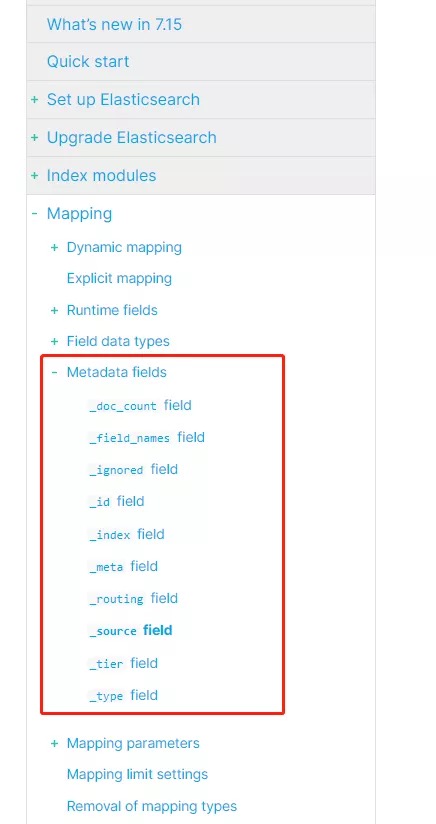 What's new in 7.15
Quick start
+ Set up Elasticsearch
+ Upgrade Elasticsearch
+ Index modules
- Mapping
+ Dynamic mapping
Explicit mapping
+ Runtime fields
+ Field data types
- Metadata fields
_doc_count field
_field_names field
_ignored field
_id field
_index field
_meta field
_routing field
_source field
_tier field
_type field
+ Mapping parameters
Mapping limit settings
Removal of mapping types